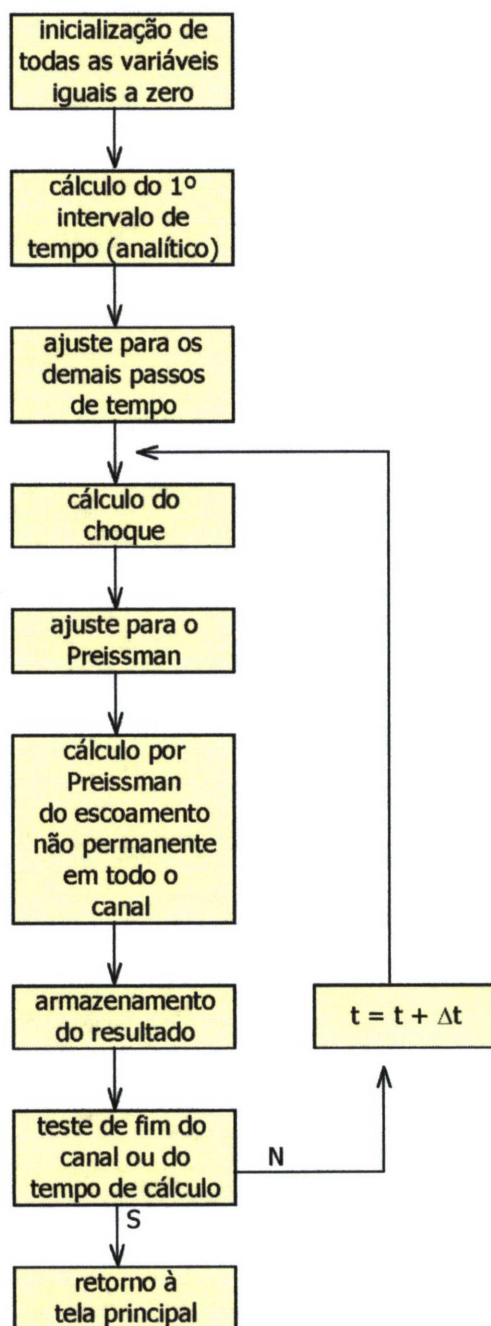 inicialização de
todas as variáveis
iguais a zero
cálculo do 1º
intervalo de
tempo (analítico)
ajuste para os
demais passos
de tempo
cálculo do
choque
ajuste para o
Preissman
cálculo por
Preissman
do escoamento
não permanente
em todo o
canal
armazenamento
do resultado
t = t + Δt
teste de fim do
canal ou do
tempo de cálculo
N
S
retorno à
tela principal